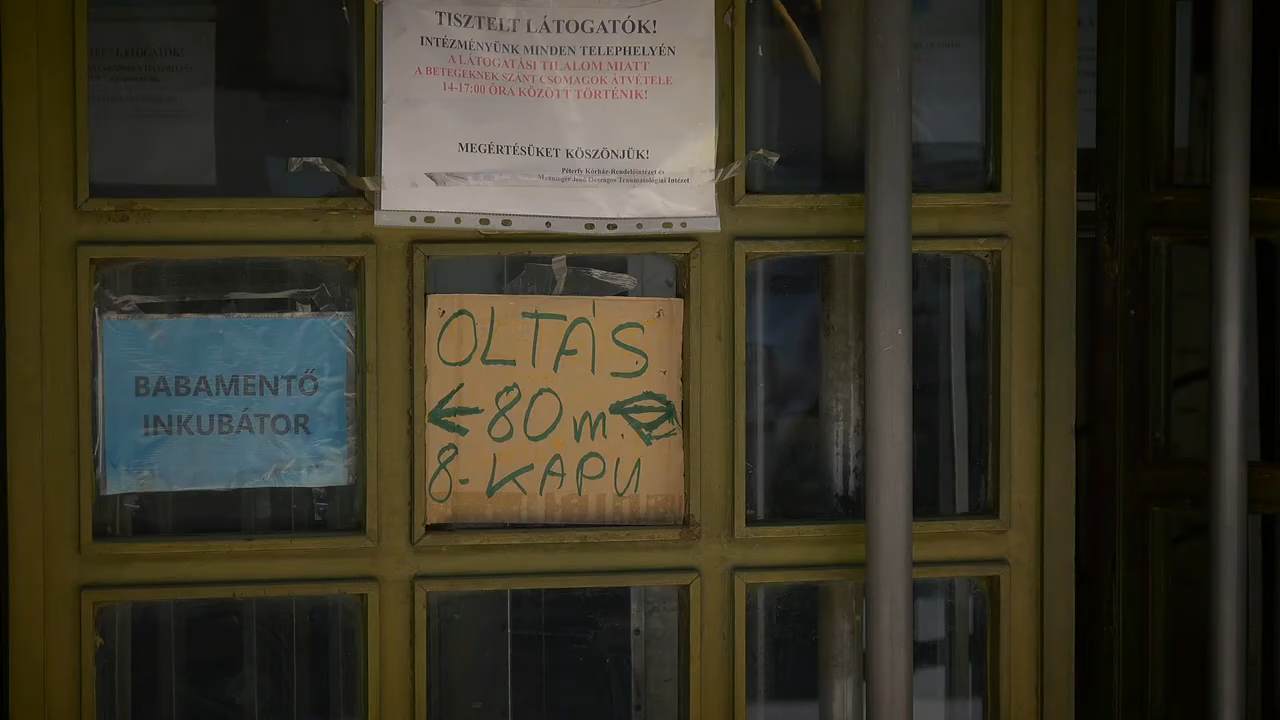 TISZTELT LÁTOGATÓK!
INTÉZMÉNYÜNK MINDEN TELEPHELYÉN
A LÁTOGATÁSI TILALOM MIATT
A BETEGEKNEK SZÁNT CSOMAGOK ÁTVÉTELE
14-17:00 ÓRA KÖZÖTT TÖRTÉNIK!
MEGÉRTÉSÜKET KÖSZÖNJÜK!
Péterfy Kórház-Rendelőintézet és
Manninger Jenő Országos Traumatológiai Intézet
BABAMENTŐ
INKUBÁTOR
OLTÁS
← 80 m.
8-KAPU